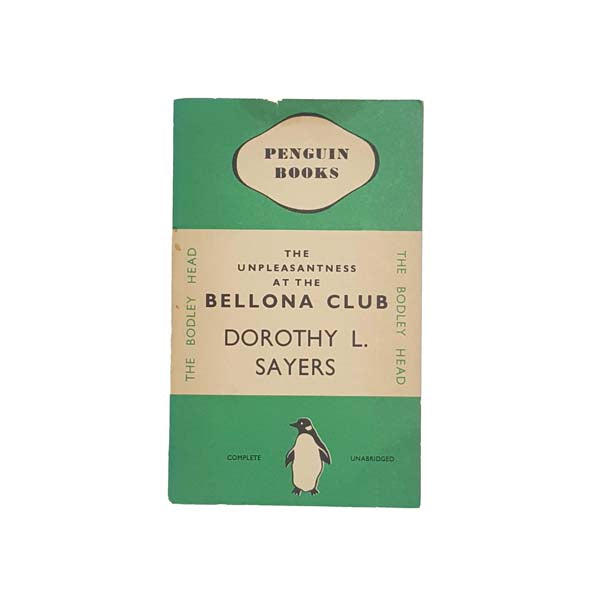 PENGUIN
BOOKS
THE
UNPLEASANTNESS
AT THE
BELLONA CLUB
DOROTHY L.
SAYERS
THE BODLEY HEAD
THE BODLEY HEAD
COMPLETE
UNABRIDGED